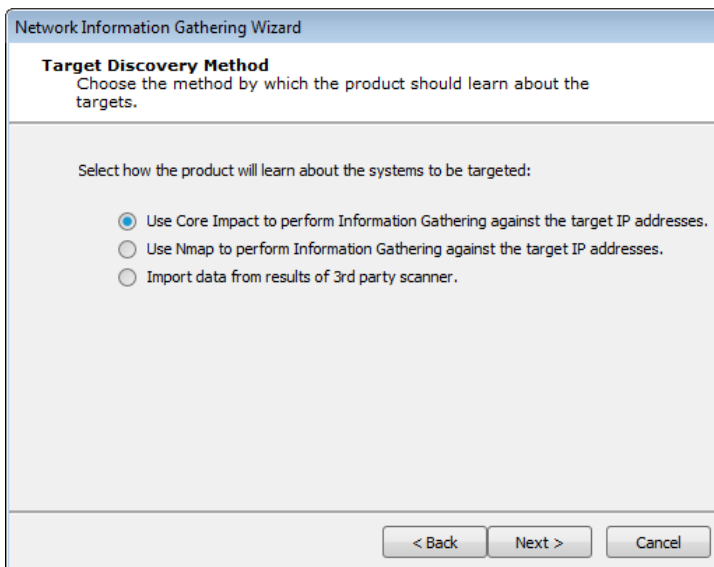 Network Information Gathering Wizard
Target Discovery Method
Choose the method by which the product should learn about the
targets.
Select how the product will learn about the systems to be targeted:
Use Core Impact to perform Information Gathering against the target IP addresses.
Use Nmap to perform Information Gathering against the target IP addresses.
Import data from results of 3rd party scanner.
< Back Next > Cancel